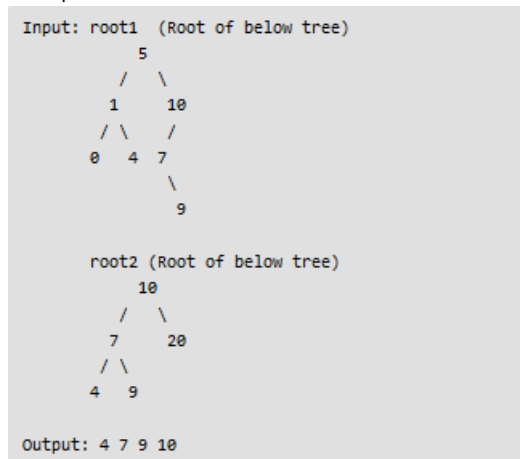 Input: root1  (Root of below tree)
5
/   \
1      10
/ \    /
0   4  7
\
9
root2 (Root of below tree)
10
/   \
7      20
/ \
4   9
Output: 4 7 9 10